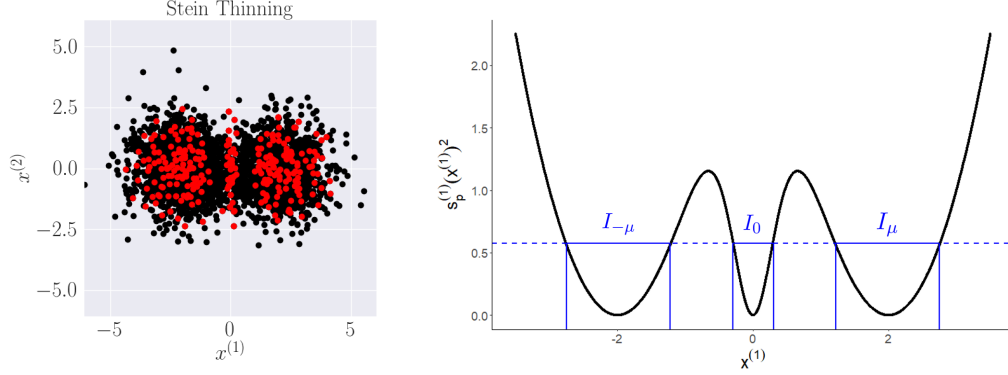 Stein Thinning
5.0
2.5
0.0
−2.5
−5.0
−5
0
5
x^{(2)}
x^{(1)}
2.0
1.5
1.0
0.5
0.0
-2
0
2
s_p^{(1)}(x^{(1)})^2
x^{(1)}
I_{−μ}
I_0
I_μ